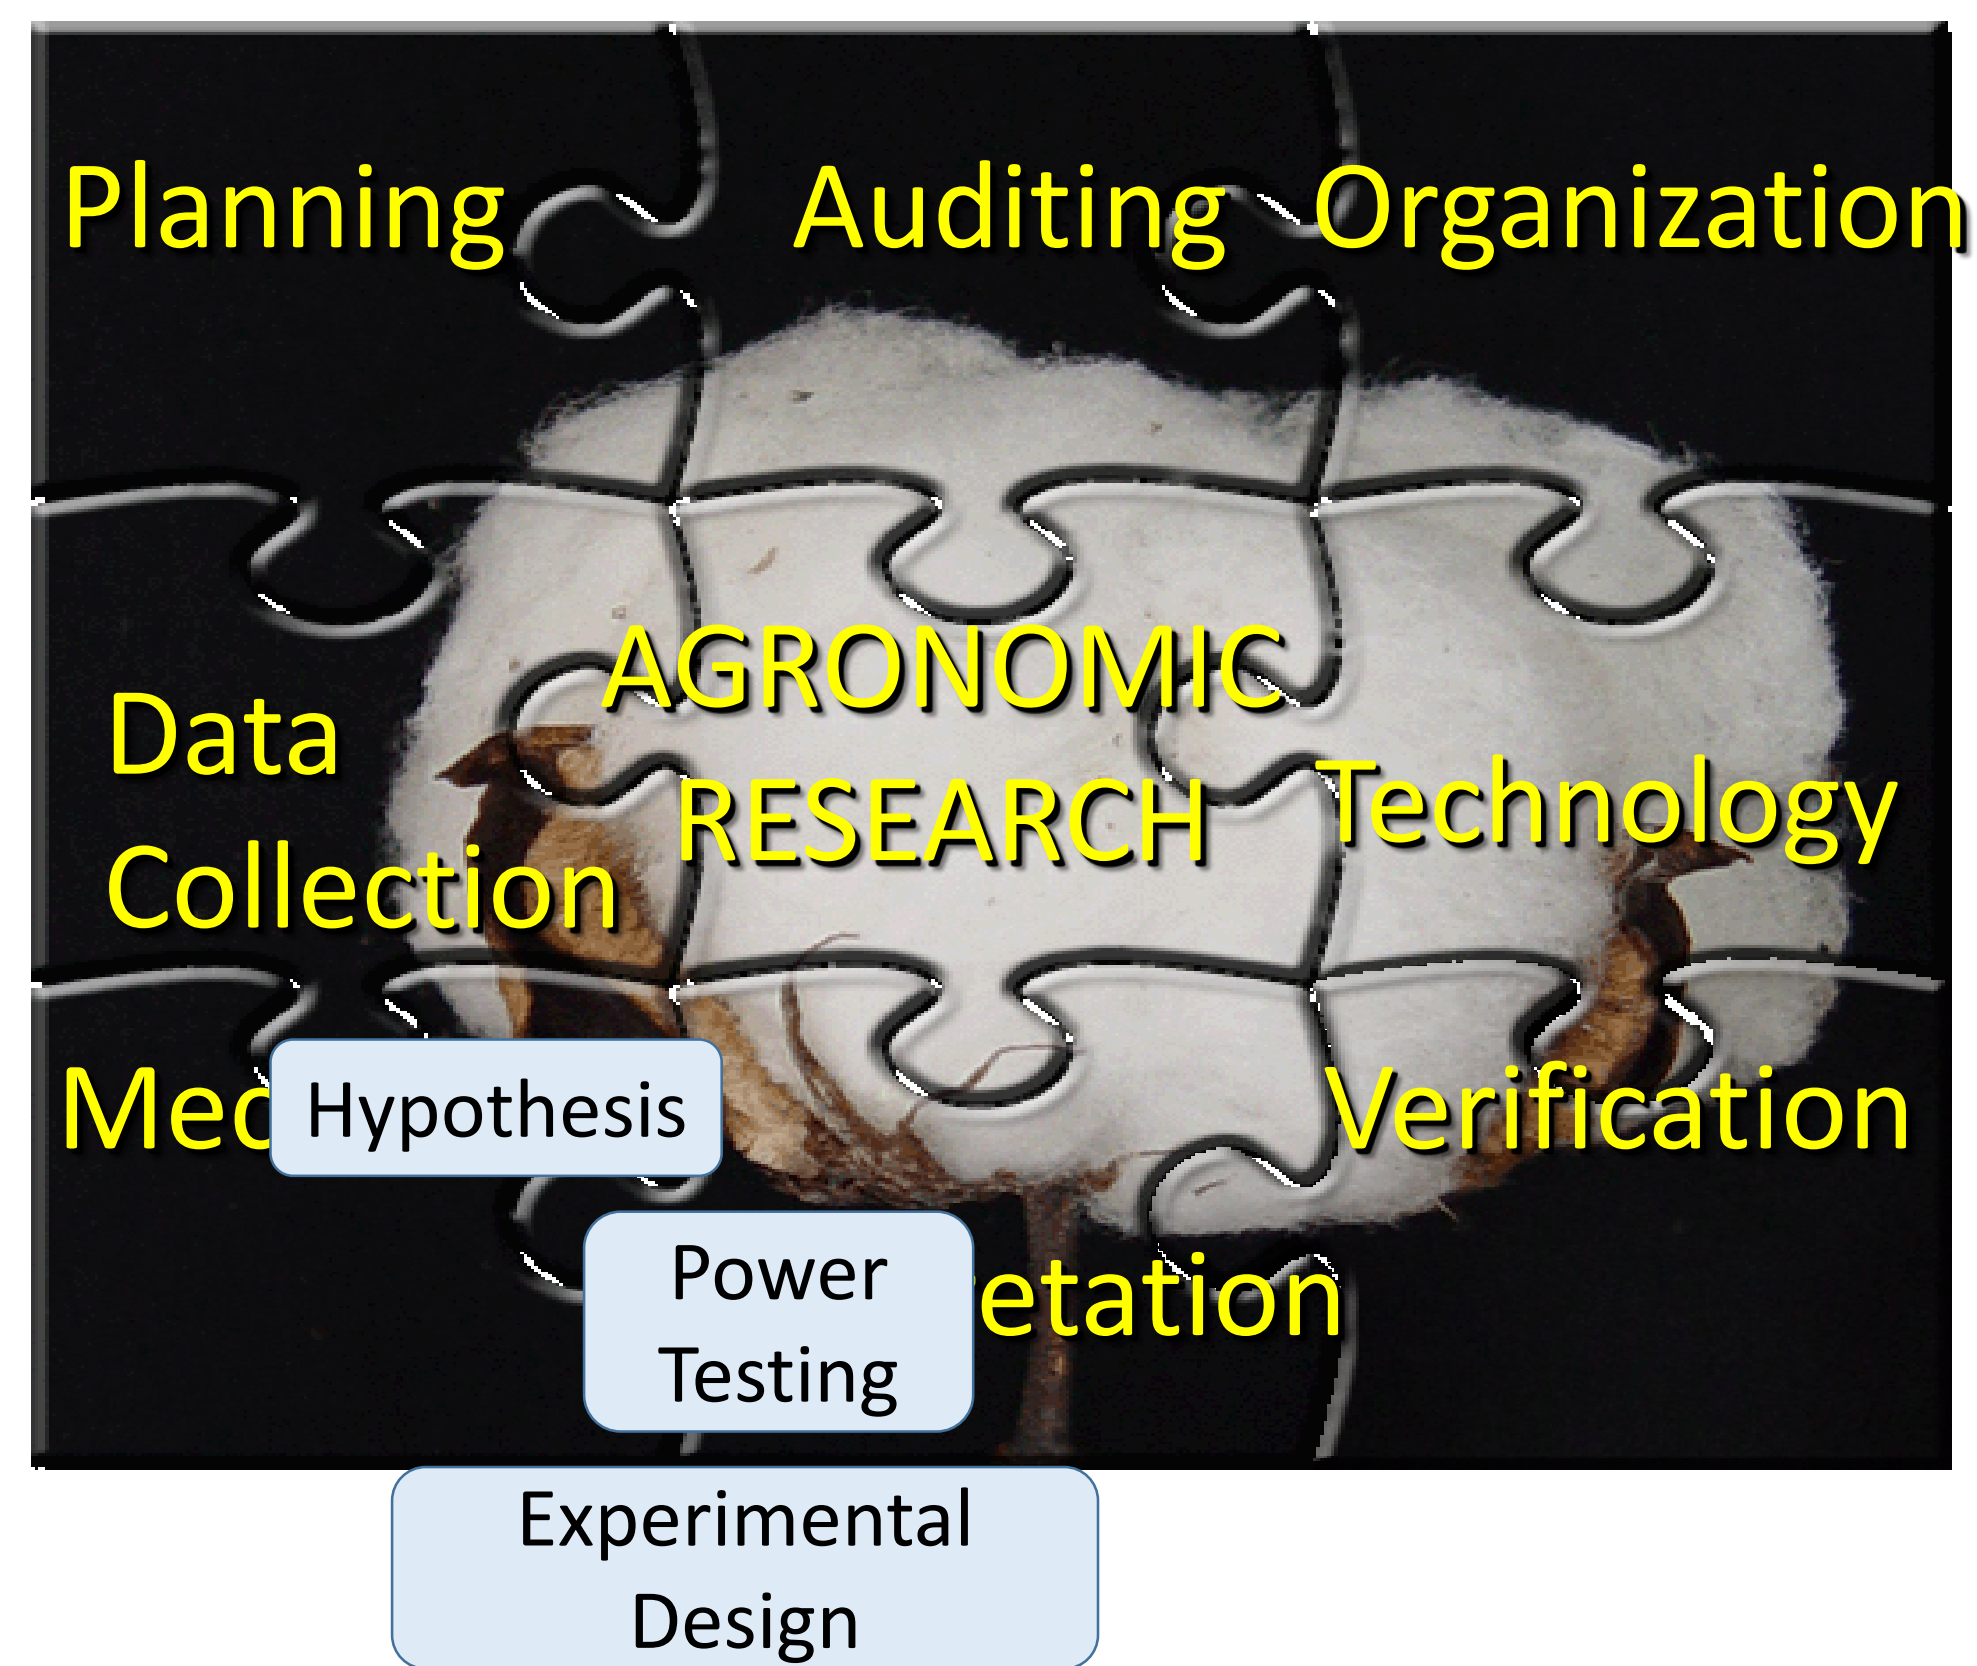 Planning
Auditing
Organization
AGRONOMIC
RESEARCH
Data
Collection
Technology
Hypothesis
Verification
Power
Testing
etation
Experimental
Design